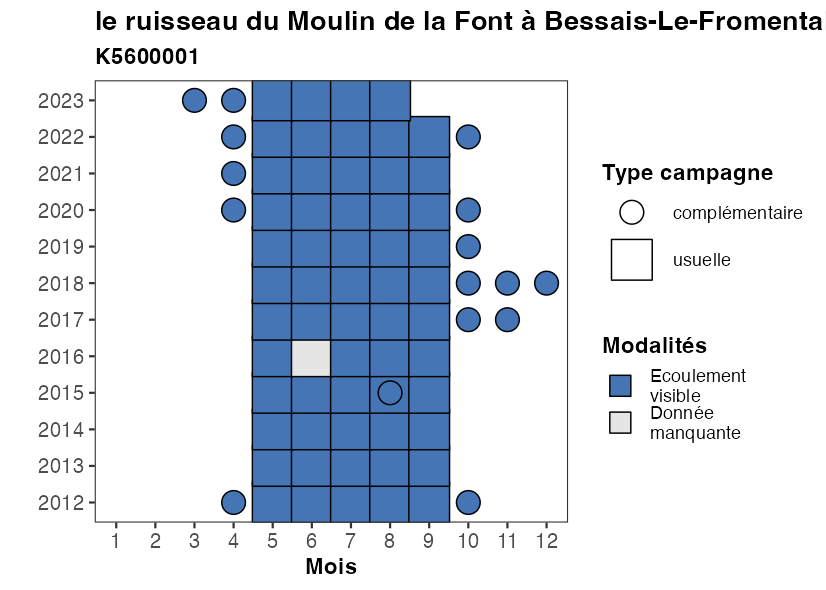 le ruisseau du Moulin de la Font à Bessais-Le-Fromental
K5600001
2023
2022
2021
2020
2019
2018
2017
2016
2015
2014
2013
2012
1 2 3 4 5 6 7 8 9 10 11 12
Mois
Type campagne
complémentaire
usuelle
Modalités
Ecoulement
visible
Donnée
manquante